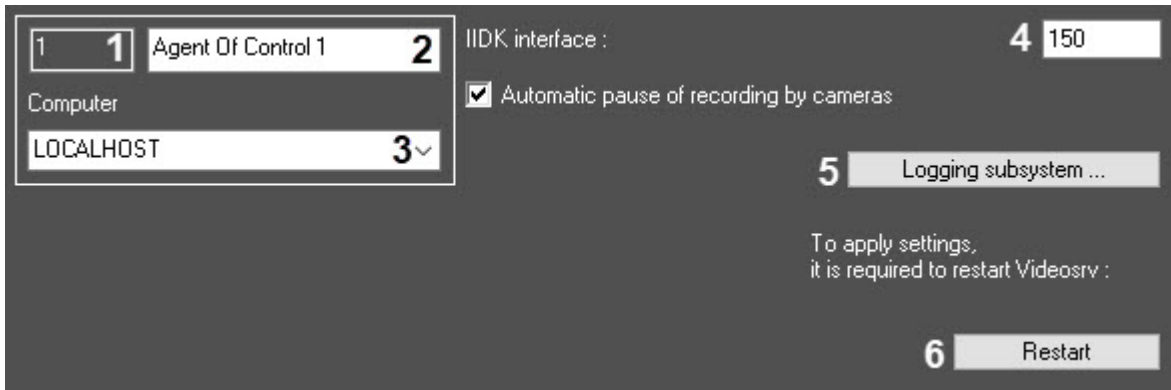 1 1 Agent Of Control 1 2
IIDK interface : 4 150
Automatic pause of recording by cameras
Computer
LOCALHOST 3
5 Logging subsystem ...
To apply settings,
it is required to restart Videosrv :
6 Restart